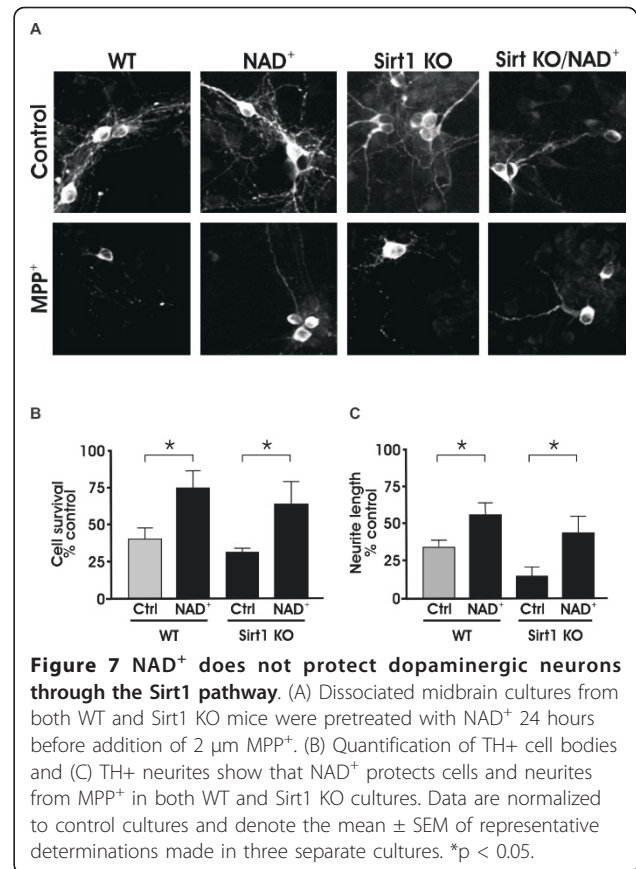 A
WT NAD⁺ Sirt1 KO Sirt KO/NAD⁺
Control
MPP⁺
B
Cell survival
% control
100
75
50
25
0
* *
Ctrl NAD⁺ Ctrl NAD⁺
WT Sirt1 KO
C
Neurite length
% control
100
75
50
25
0
* *
Ctrl NAD⁺ Ctrl NAD⁺
WT Sirt1 KO
Figure 7 NAD⁺ does not protect dopaminergic neurons
through the Sirt1 pathway. (A) Dissociated midbrain cultures from
both WT and Sirt1 KO mice were pretreated with NAD⁺ 24 hours
before addition of 2 μm MPP⁺. (B) Quantification of TH+ cell bodies
and (C) TH+ neurites show that NAD⁺ protects cells and neurites
from MPP⁺ in both WT and Sirt1 KO cultures. Data are normalized
to control cultures and denote the mean ± SEM of representative
determinations made in three separate cultures. *p < 0.05.